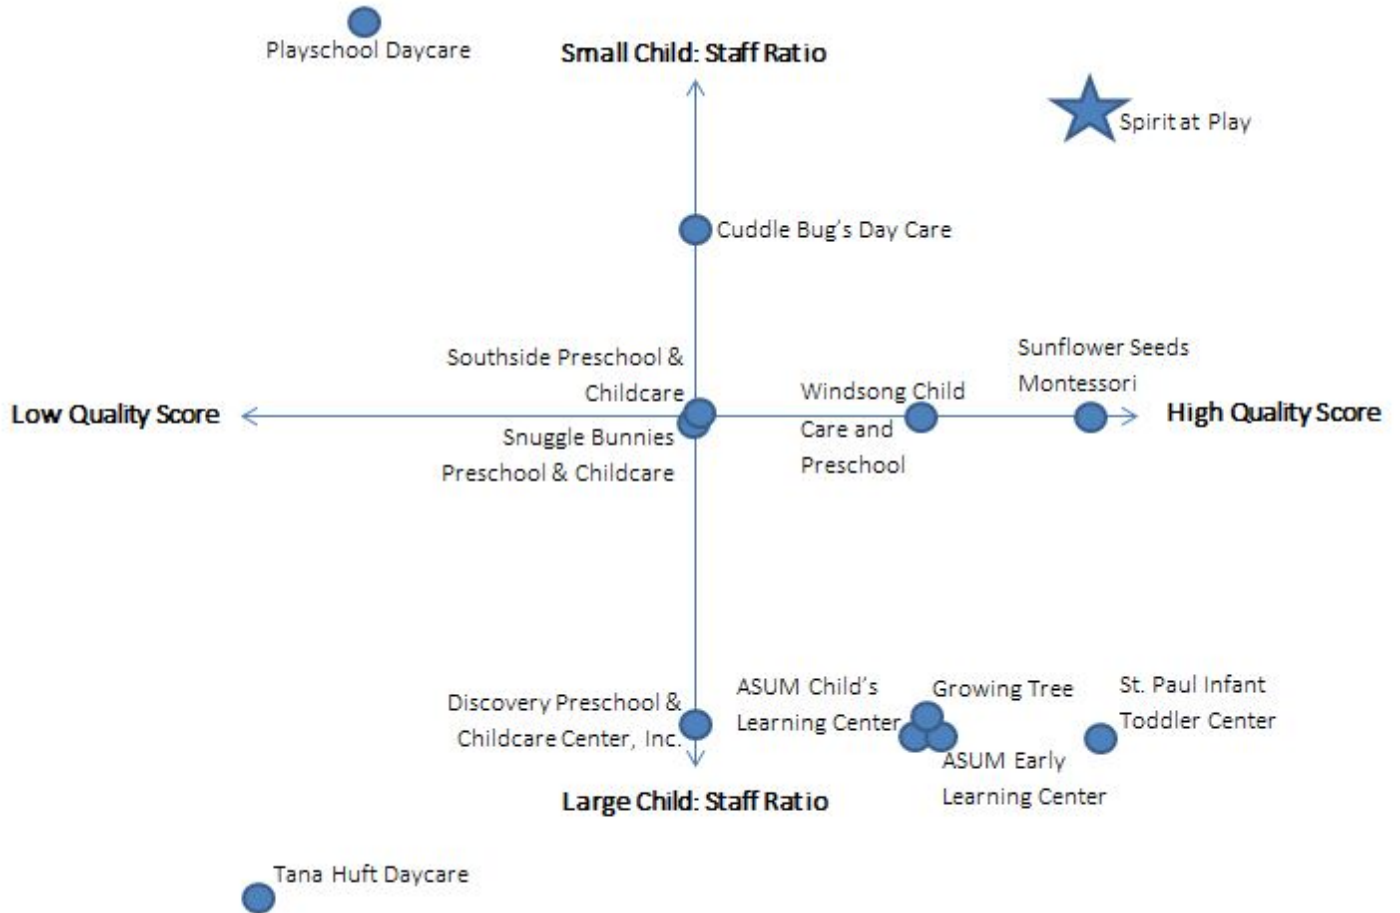 Playschool Daycare
Small Child: Staff Ratio
Spirit at Play
Cuddle Bug's Day Care
Southside Preschool &
Childcare
Sunflower Seeds
Montessori
Windsong Child
Care and
Preschool
Low Quality Score
High Quality Score
Snuggle Bunnies
Preschool & Childcare
Discovery Preschool &
Childcare Center, Inc.
ASUM Child's
Learning Center
Growing Tree
St. Paul Infant
Toddler Center
ASUM Early
Learning Center
Large Child: Staff Ratio
Tana Huft Daycare